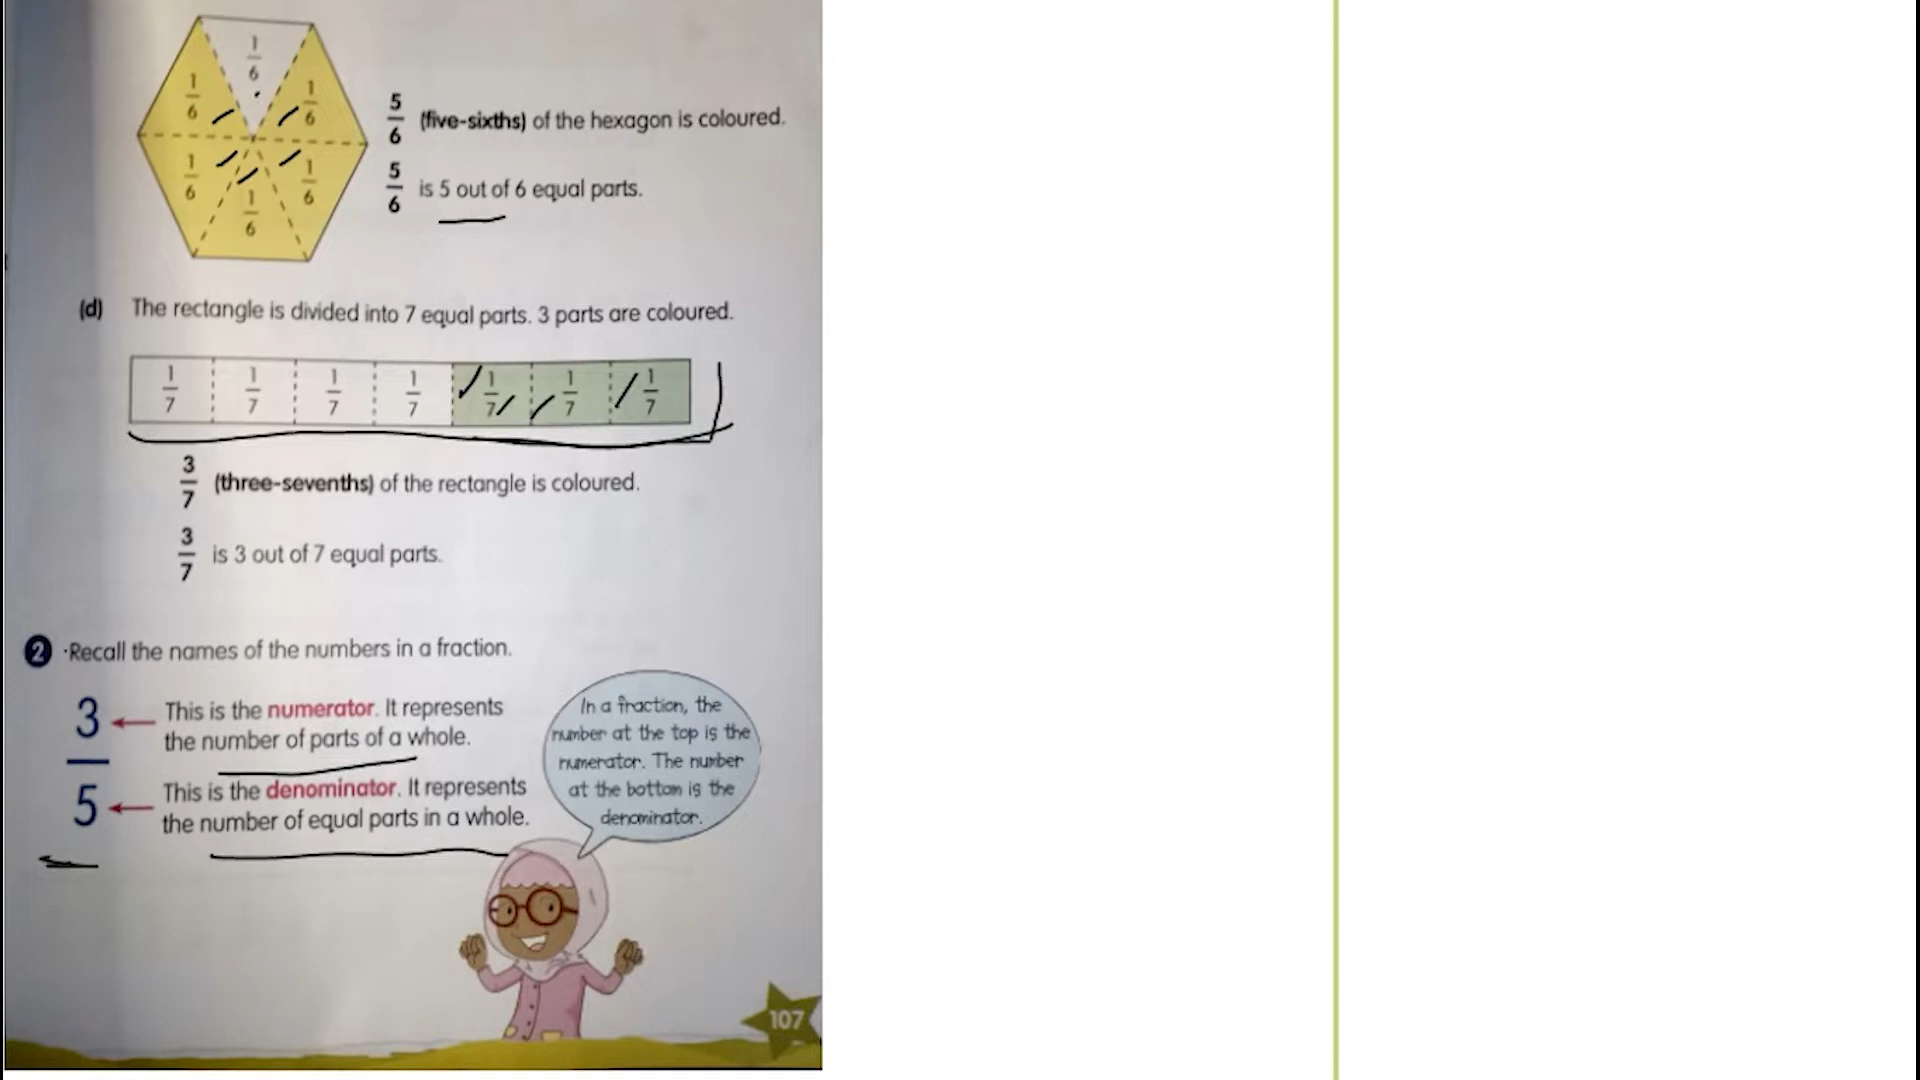 1/6
1/6
1/6
1/6
1/6
1/6
5/6 (five-sixths) of the hexagon is coloured.
5/6 is 5 out of 6 equal parts.
(d) The rectangle is divided into 7 equal parts. 3 parts are coloured.
1/7 1/7 1/7 1/7 1/7 1/7 1/7
3/7 (three-sevenths) of the rectangle is coloured.
3/7 is 3 out of 7 equal parts.
2 Recall the names of the numbers in a fraction.
3/5
This is the numerator. It represents
the number of parts of a whole.
This is the denominator. It represents
the number of equal parts in a whole.
In a fraction, the
number at the top is the
numerator. The number
at the bottom is the
denominator.
107